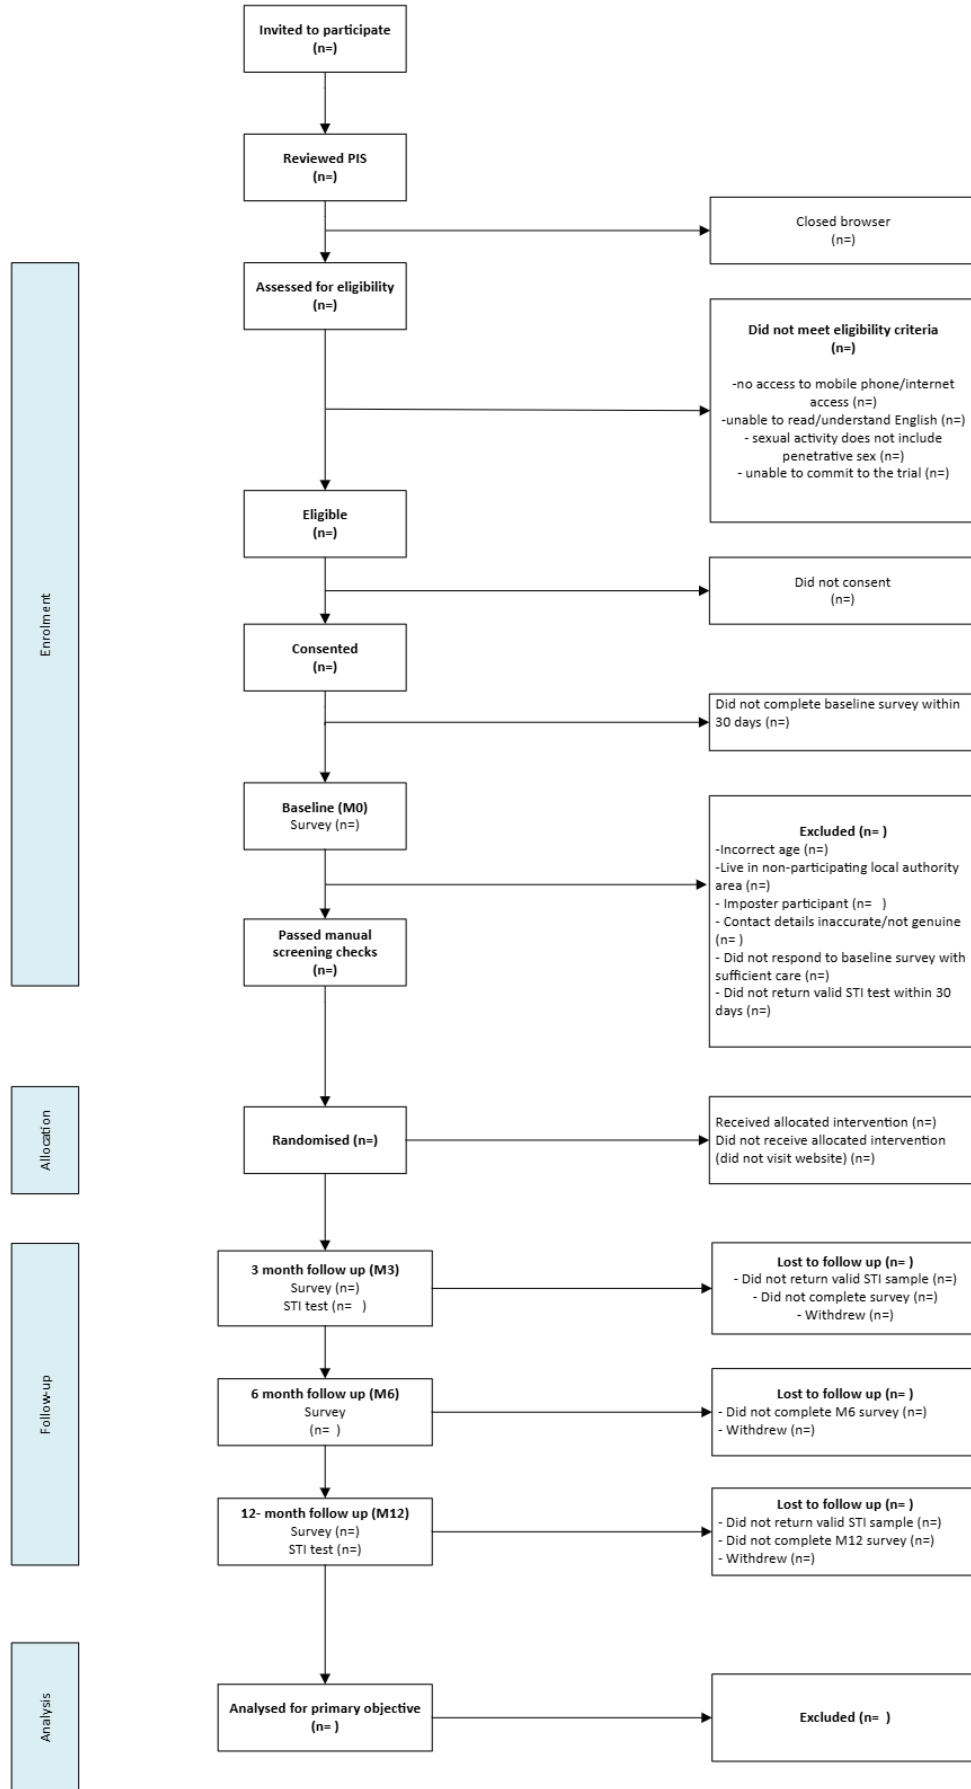 Invited to participate
(n=)
Reviewed PIS
(n=)
Closed browser
(n=)
Enrolment
Assessed for eligibility
(n=)
Did not meet eligibility criteria
(n=)
-no access to mobile phone/internet
access (n=)
-unable to read/understand English (n=)
- sexual activity does not include
penetrative sex (n=)
- unable to commit to the trial (n=)
Eligible
(n=)
Did not consent
(n=)
Consented
(n=)
Did not complete baseline survey within
30 days (n=)
Baseline (M0)
Survey (n=)
Excluded (n= )
-Incorrect age (n=)
-Live in non-participating local authority
area (n=)
- Imposter participant (n= )
- Contact details inaccurate/not genuine
(n= )
- Did not respond to baseline survey with
sufficient care (n=)
- Did not return valid STI test within 30
days (n=)
Passed manual
screening checks
(n=)
Allocation
Randomised (n=)
Received allocated intervention (n=)
Did not receive allocated intervention
(did not visit website) (n=)
Follow-up
3 month follow up (M3)
Survey (n=)
STI test (n= )
Lost to follow up (n= )
- Did not return valid STI sample (n=)
- Did not complete survey (n=)
- Withdrew (n=)
6 month follow up (M6)
Survey
(n= )
Lost to follow up (n= )
- Did not complete M6 survey (n=)
- Withdrew (n=)
12- month follow up (M12)
Survey (n=)
STI test (n=)
Lost to follow up (n= )
- Did not return valid STI sample (n=)
- Did not complete M12 survey (n=)
- Withdrew (n=)
Analysis
Analysed for primary objective
(n= )
Excluded (n= )